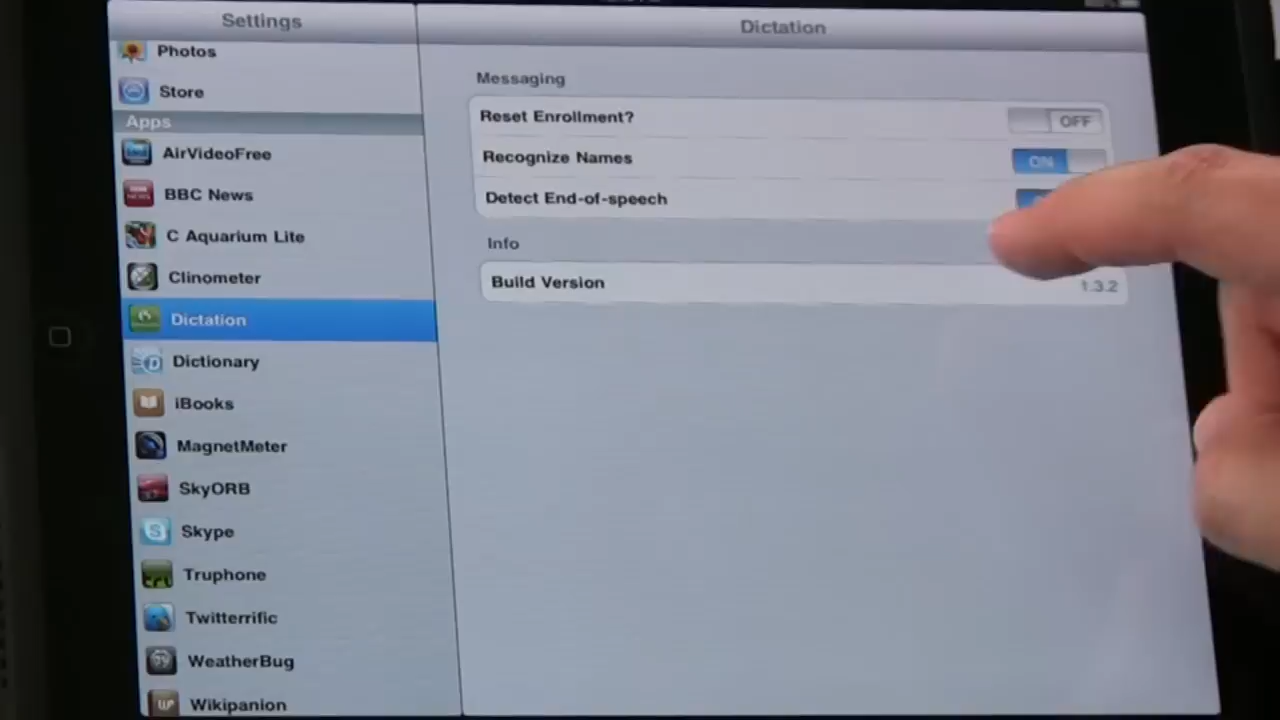 Settings
Photos
Store
Apps
AirVideoFree
BBC News
C Aquarium Lite
Clinometer
Dictation
Dictionary
iBooks
MagnetMeter
SkyORB
Skype
Truphone
Twitterrific
WeatherBug
Wikipanion
Dictation
Messaging
Reset Enrollment? OFF
Recognize Names ON
Detect End-of-speech
Info
Build Version 1.3.2